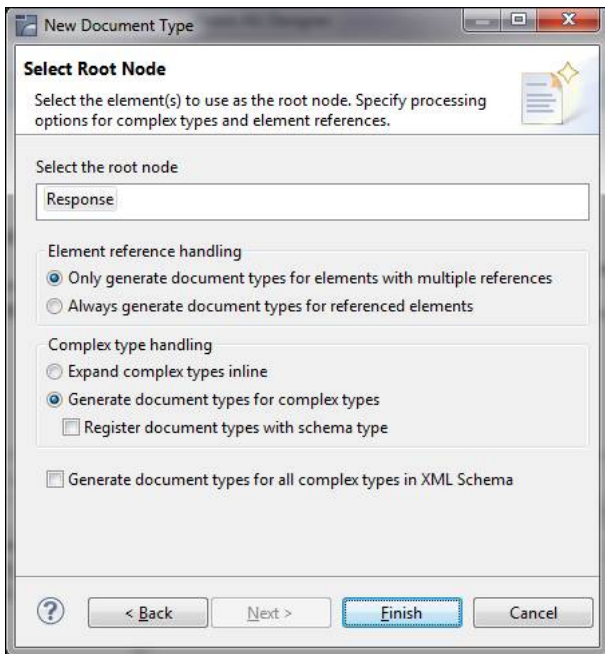 New Document Type
Select Root Node
Select the element(s) to use as the root node. Specify processing
options for complex types and element references.
Select the root node
Response
Element reference handling
Only generate document types for elements with multiple references
Always generate document types for referenced elements
Complex type handling
Expand complex types inline
Generate document types for complex types
Register document types with schema type
Generate document types for all complex types in XML Schema
? < Back Next > Finish Cancel